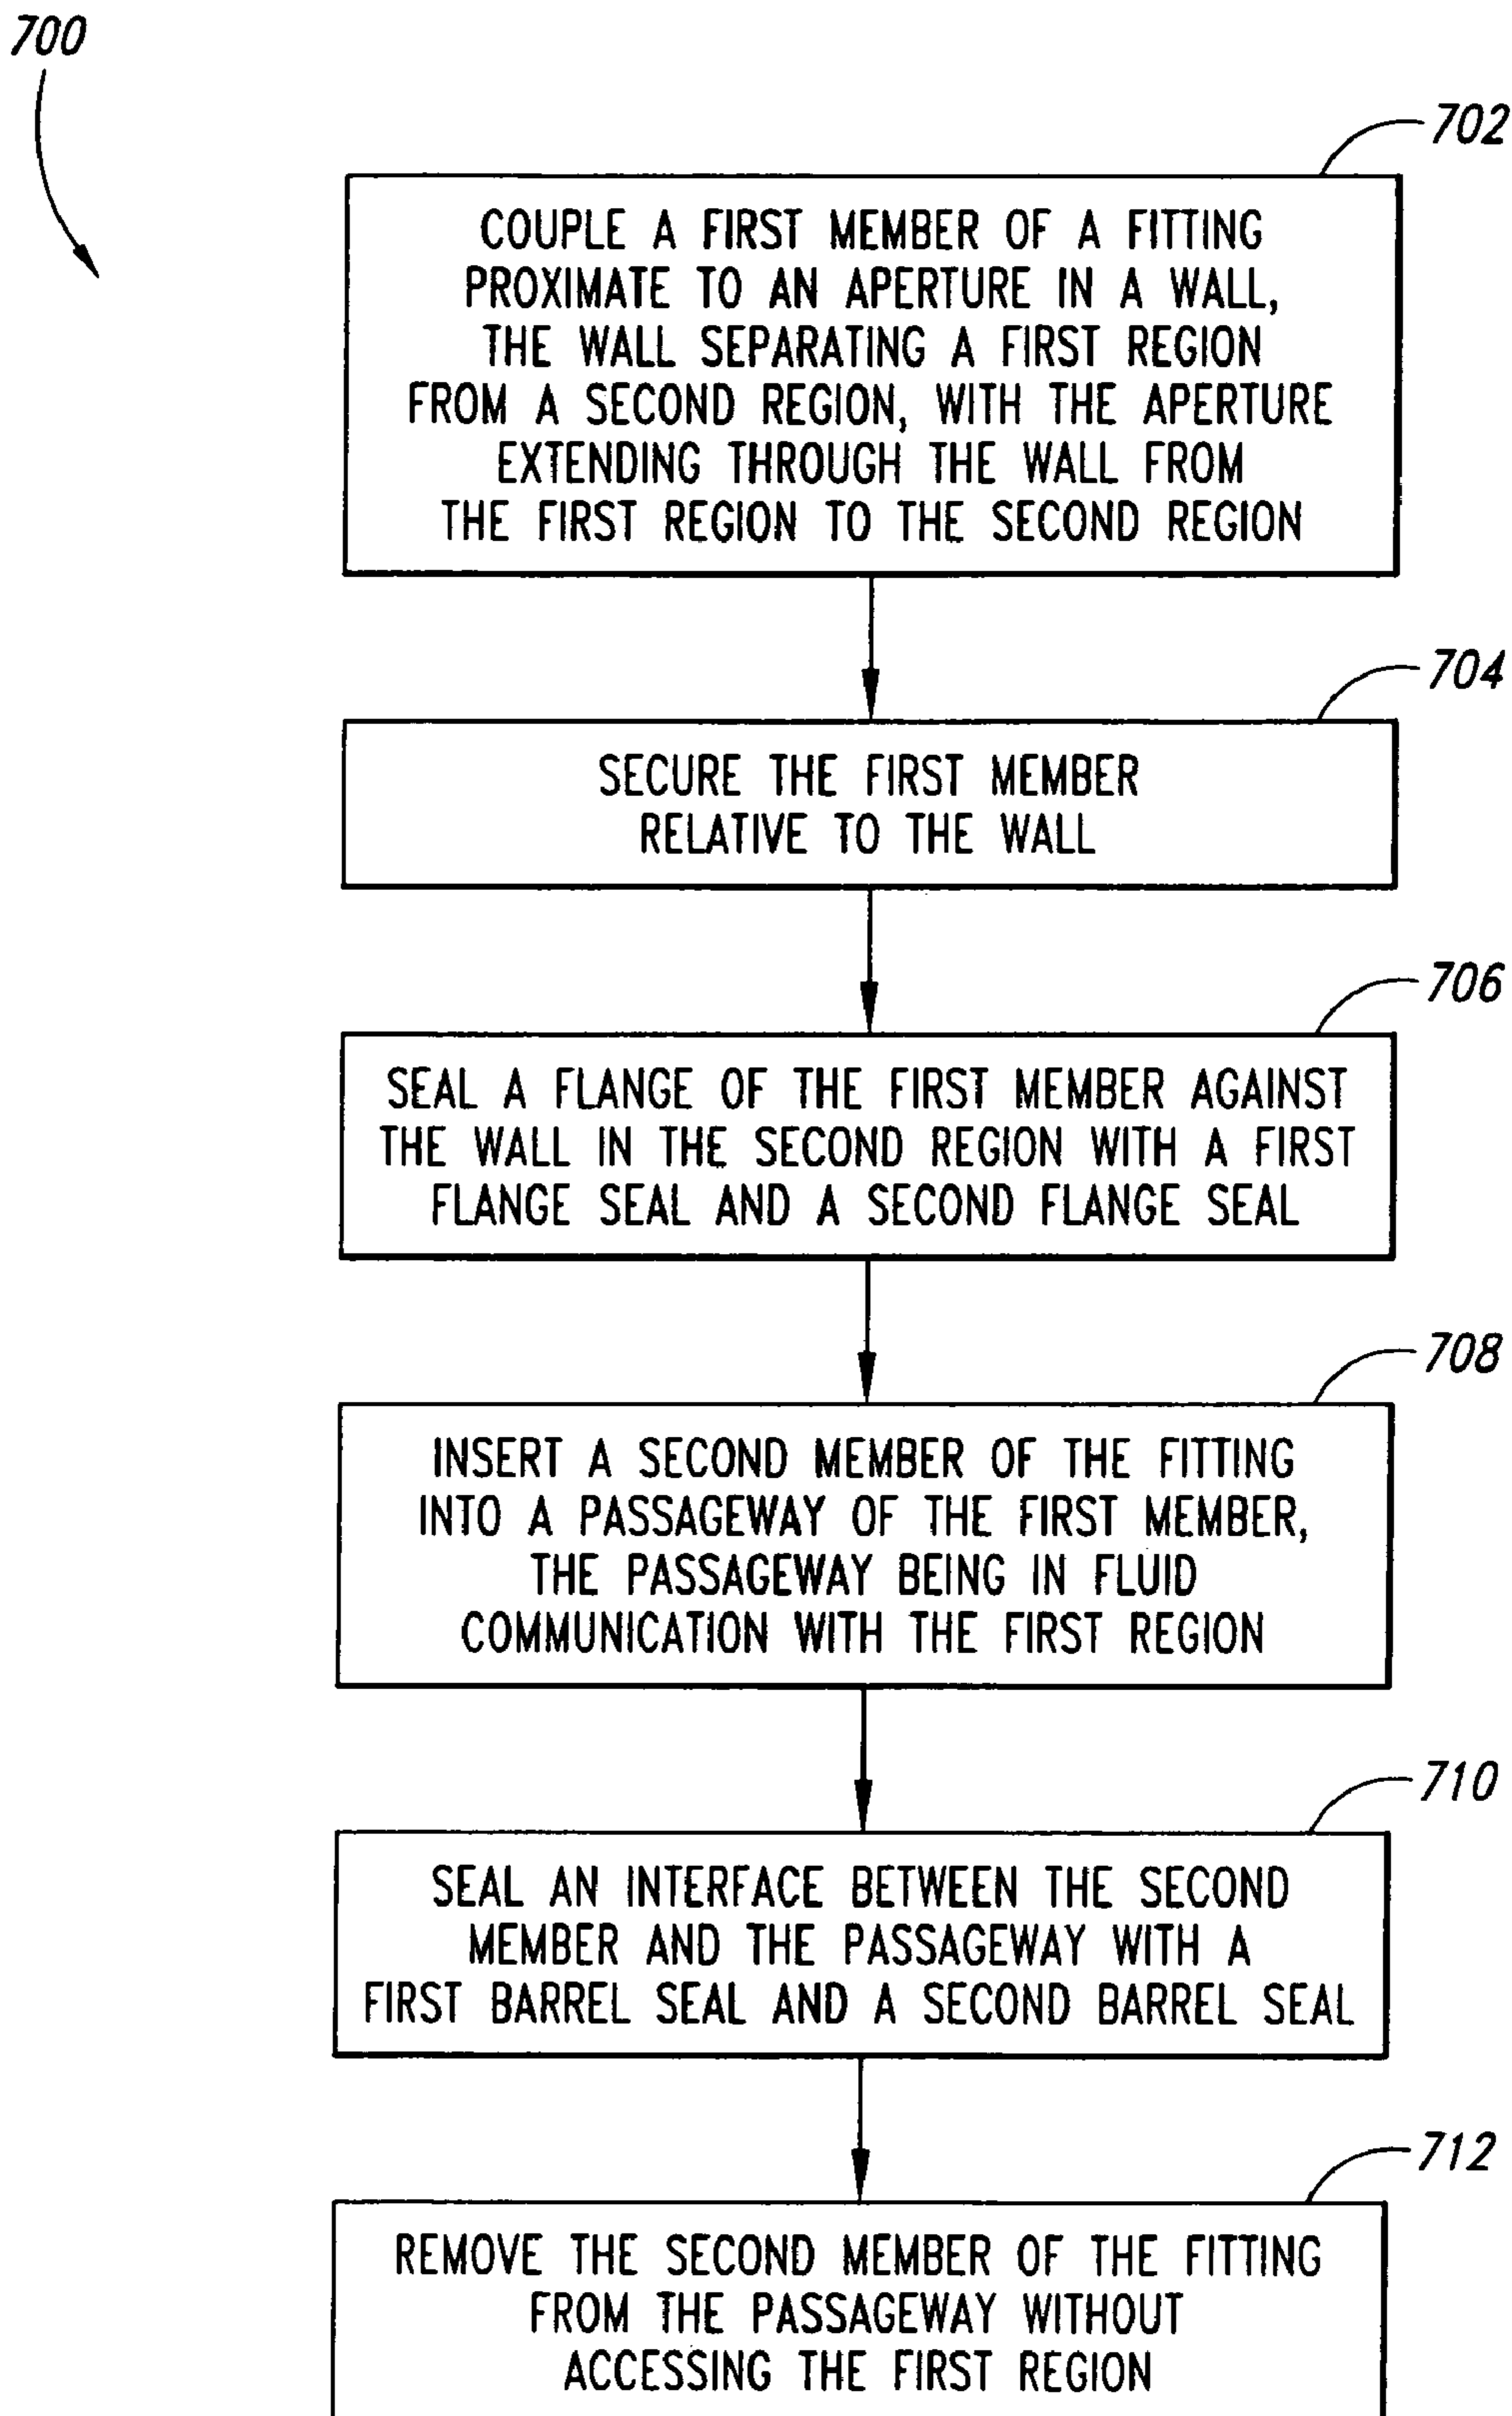 700
702
COUPLE A FIRST MEMBER OF A FITTING
PROXIMATE TO AN APERTURE IN A WALL,
THE WALL SEPARATING A FIRST REGION
FROM A SECOND REGION, WITH THE APERTURE
EXTENDING THROUGH THE WALL FROM
THE FIRST REGION TO THE SECOND REGION
704
SECURE THE FIRST MEMBER
RELATIVE TO THE WALL
706
SEAL A FLANGE OF THE FIRST MEMBER AGAINST
THE WALL IN THE SECOND REGION WITH A FIRST
FLANGE SEAL AND A SECOND FLANGE SEAL
708
INSERT A SECOND MEMBER OF THE FITTING
INTO A PASSAGEWAY OF THE FIRST MEMBER,
THE PASSAGEWAY BEING IN FLUID
COMMUNICATION WITH THE FIRST REGION
710
SEAL AN INTERFACE BETWEEN THE SECOND
MEMBER AND THE PASSAGEWAY WITH A
FIRST BARREL SEAL AND A SECOND BARREL SEAL
712
REMOVE THE SECOND MEMBER OF THE FITTING
FROM THE PASSAGEWAY WITHOUT
ACCESSING THE FIRST REGION